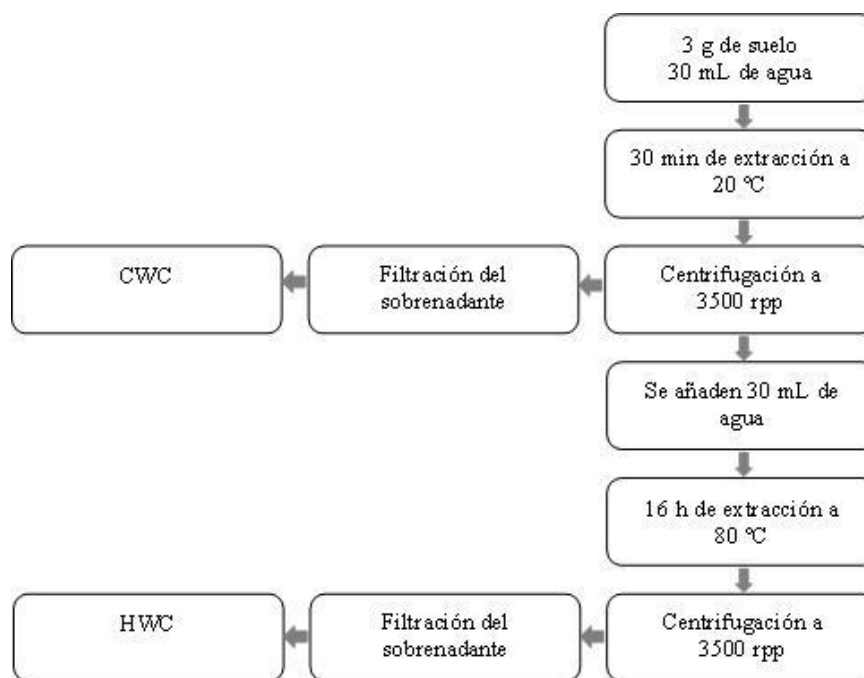 3 g de suelo
30 mL de agua
30 min de extracción a
20 ºC
CWC
Filtración del
sobrenadante
Centrifugación a
3500 rpp
Se añaden 30 mL de
agua
16 h de extracción a
80 ºC
HWC
Filtración del
sobrenadante
Centrifugación a
3500 rpp